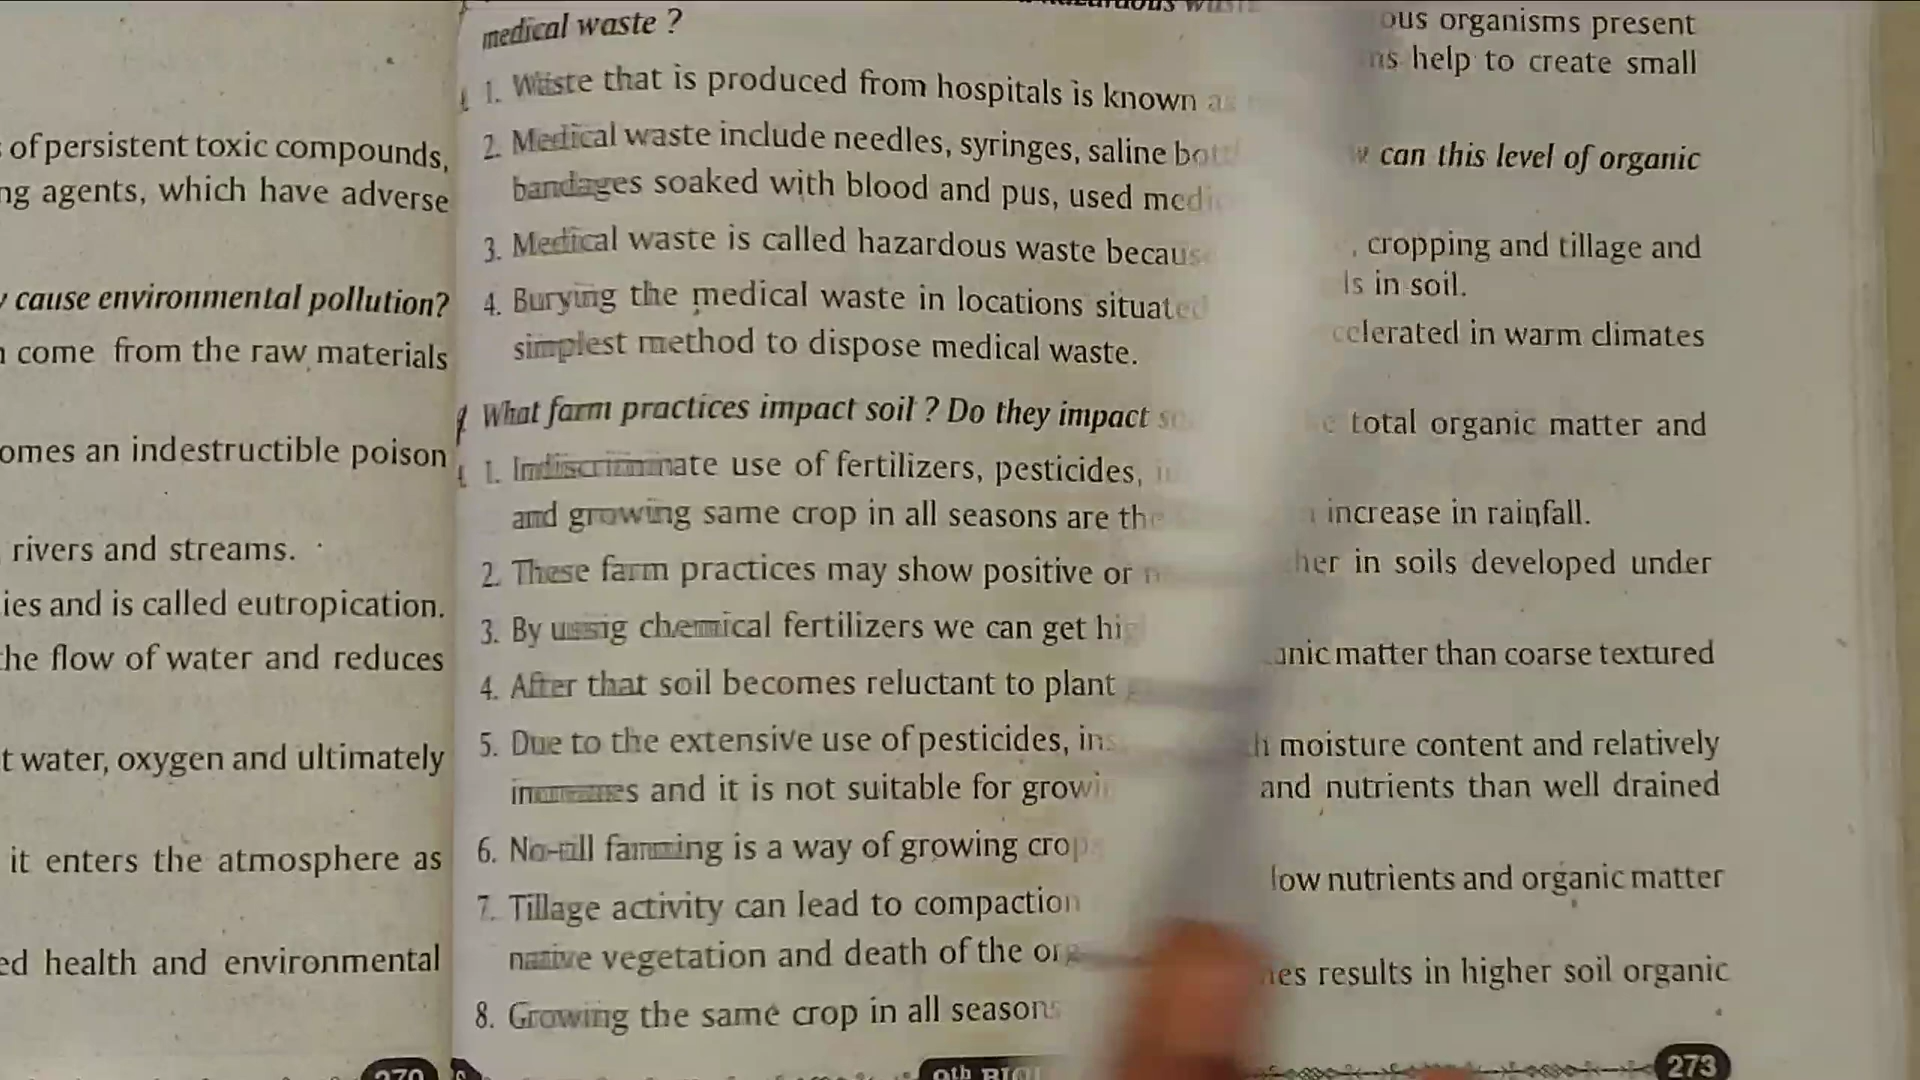 of persistent toxic compounds,
agents, which have adverse
cause environmental pollution?
come from the raw materials
an indestructible poison
rivers and streams.
and is called eutropication.
the flow of water and reduces
water, oxygen and ultimately
it enters the atmosphere as
health and environmental
270
medical waste ?
1. Waste that is produced from hospitals is known as
2. Medical waste include needles, syringes, saline
bandages soaked with blood and pus, used
3. Medical waste is called hazardous waste
4. Burying the medical waste in locations situated
simplest method to dispose medical waste.
What farm practices impact soil ? Do they impact
1. Indiscriminate use of fertilizers, pesticides,
and growing same crop in all seasons are the
2. These farm practices may show positive or
3. By ussig chemical fertilizers we can get
4. After that soil becomes reluctant to plant
5. Due to the extensive use of pesticides,
increases and it is not suitable for
6. No-till farming is a way of growing
7. Tillage activity can lead to compaction
native vegetation and death of the
8. Growing the same crop in all seasons
9th
organisms present
help to create small
can this level of organic
, cropping and tillage and
in soil.
in warm climates
total organic matter and
increase in rainfall.
in soils developed under
matter than coarse textured
moisture content and relatively
and nutrients than well drained
low nutrients and organic matter
results in higher soil organic
273